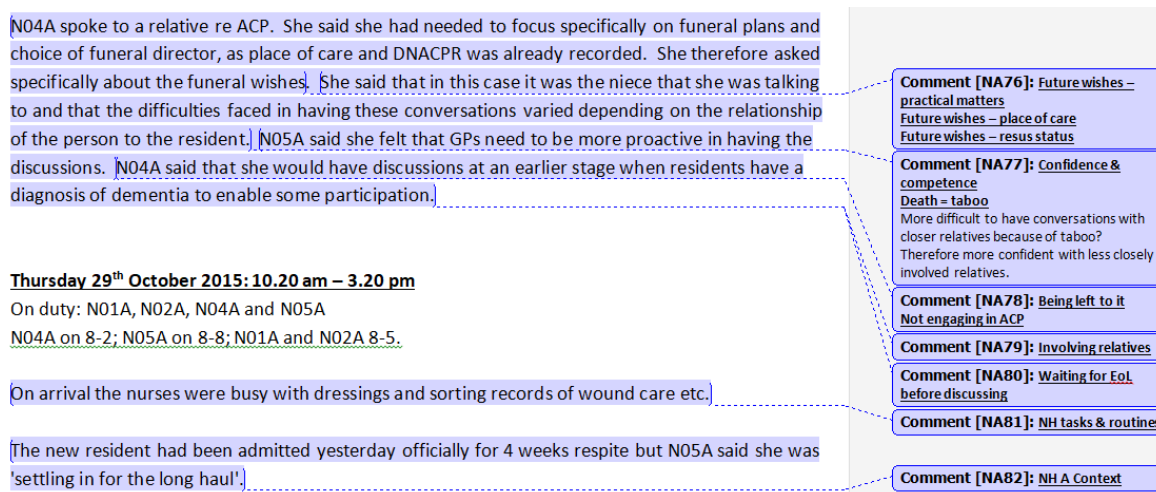 N04A spoke to a relative re ACP. She said she had needed to focus specifically on funeral plans and
choice of funeral director, as place of care and DNACPR was already recorded. She therefore asked
specifically about the funeral wishes. She said that in this case it was the niece that she was talking
to and that the difficulties faced in having these conversations varied depending on the relationship
of the person to the resident. N05A said she felt that GPs need to be more proactive in having the
discussions. N04A said that she would have discussions at an earlier stage when residents have a
diagnosis of dementia to enable some participation.
Thursday 29th October 2015: 10.20 am – 3.20 pm
On duty: N01A, N02A, N04A and N05A
N04A on 8-2; N05A on 8-8; N01A and N02A 8-5.
On arrival the nurses were busy with dressings and sorting records of wound care etc.
The new resident had been admitted yesterday officially for 4 weeks respite but N05A said she was
'settling in for the long haul'.
Comment [NA76]: Future wishes –
practical matters
Future wishes – place of care
Future wishes – resus status
Comment [NA77]: Confidence &
competence
Death = taboo
More difficult to have conversations with
closer relatives because of taboo?
Therefore more confident with less closely
involved relatives.
Comment [NA78]: Being left to it
Not engaging in ACP
Comment [NA79]: Involving relatives
Comment [NA80]: Waiting for EoL
before discussing
Comment [NA81]: NH tasks & routines
Comment [NA82]: NH A Context